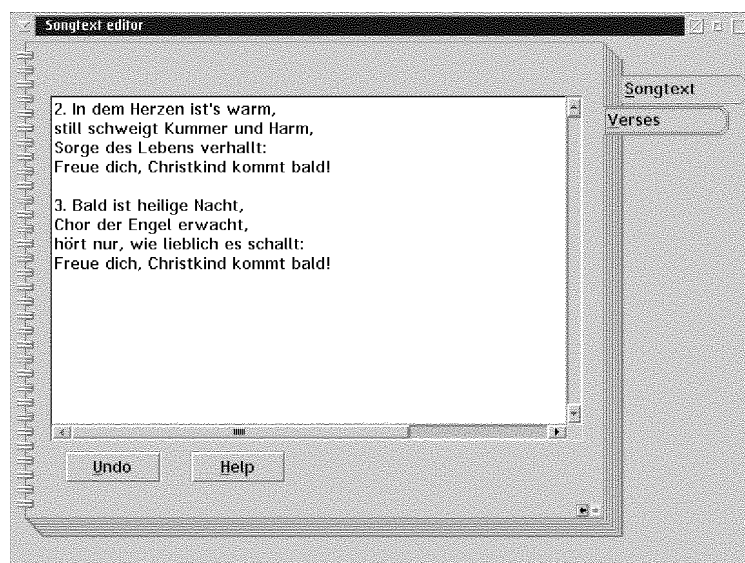 Songtext editor
Songtext
Verses
2. In dem Herzen ist's warm,
still schweigt Kummer und Harm,
Sorge des Lebens verhallt:
Freue dich, Christkind kommt bald!

3. Bald ist heilige Nacht,
Chor der Engel erwacht,
hört nur, wie lieblich es schallt:
Freue dich, Christkind kommt bald!
Undo
Help